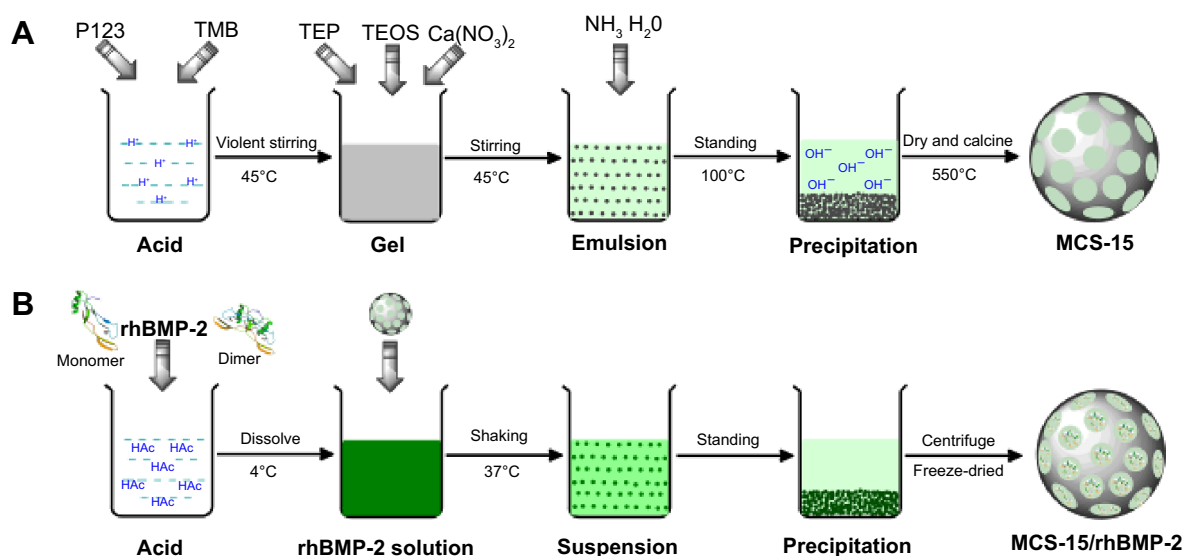 A
P123
TMB
TEP
TEOS
Ca(NO₃)₂
NH₃ H₂0
H⁺
H⁺
H⁺
H⁺
H⁺
H⁺
Violent stirring
45°C
Stirring
45°C
Standing
100°C
OH⁻
OH⁻
OH⁻
OH⁻
OH⁻
Dry and calcine
550°C
Acid
Gel
Emulsion
Precipitation
MCS-15
B
rhBMP-2
Monomer
Dimer
HAc
HAc
HAc
HAc
HAc
HAc
Dissolve
4°C
Shaking
37°C
Standing
Centrifuge
Freeze-dried
Acid
rhBMP-2 solution
Suspension
Precipitation
MCS-15/rhBMP-2